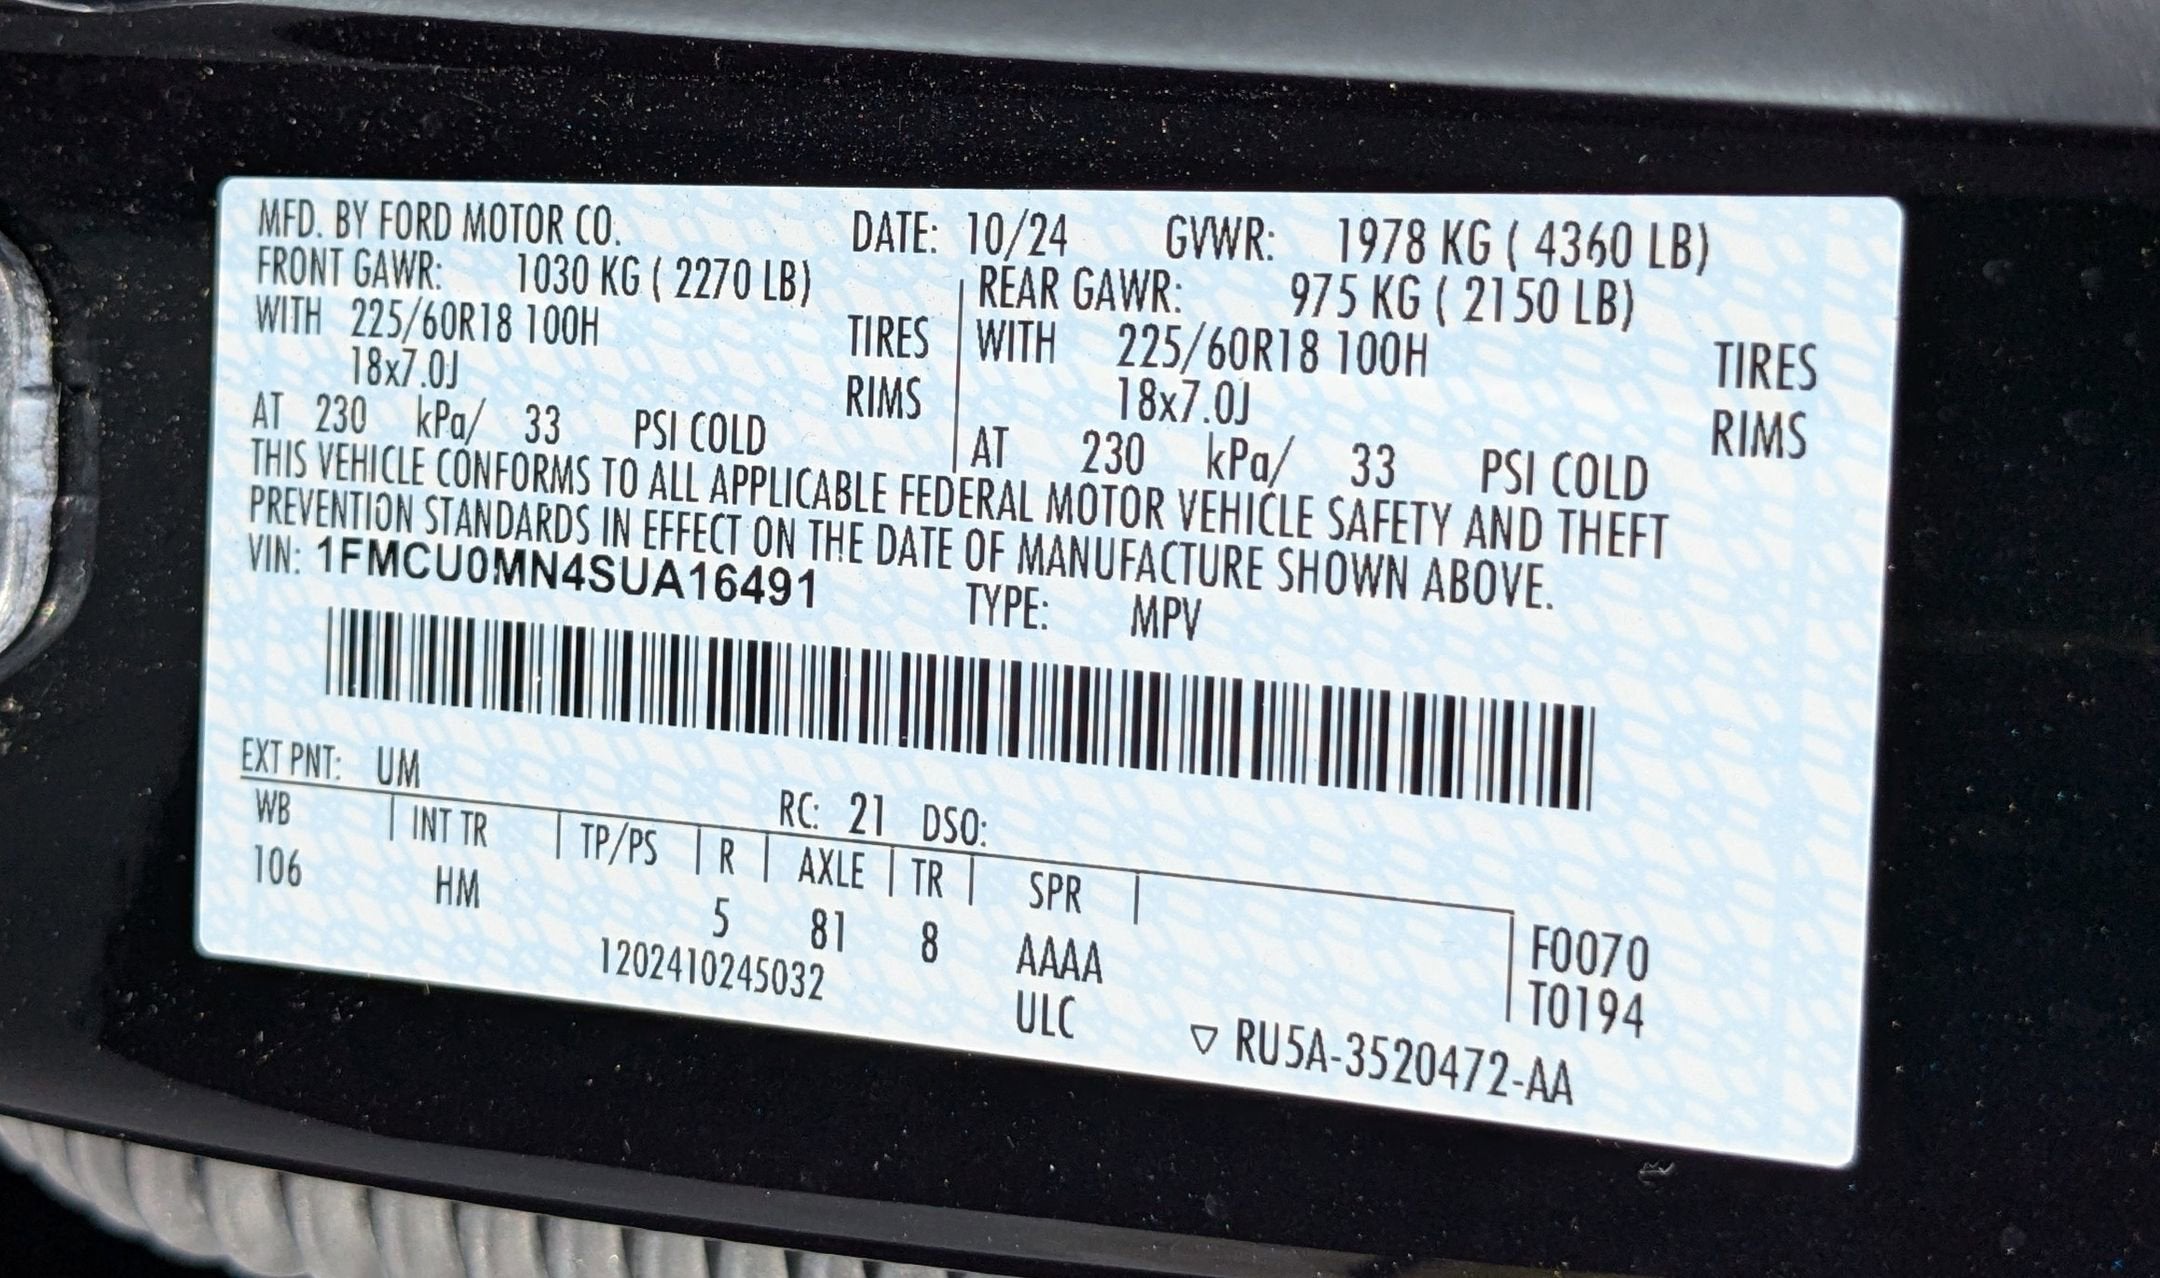 MFD. BY FORD MOTOR CO. DATE: 10/24 GVWR: 1978 KG ( 4360 LB)
FRONT GAWR: 1030 KG ( 2270 LB) REAR GAWR: 975 KG ( 2150 LB)
WITH 225/60R18 100H TIRES WITH 225/60R18 100H TIRES
18x7.0J RIMS 18x7.0J RIMS
AT 230 kPa/ 33 PSI COLD AT 230 kPa/ 33 PSI COLD
THIS VEHICLE CONFORMS TO ALL APPLICABLE FEDERAL MOTOR VEHICLE SAFETY AND THEFT
PREVENTION STANDARDS IN EFFECT ON THE DATE OF MANUFACTURE SHOWN ABOVE.
VIN: 1FMCU0MN4SUA16491 TYPE: MPV
EXT PNT: UM RC: 21 DSO:
WB INT TR TP/PS R AXLE TR SPR
106 HM 5 81 8 AAAA F0070
1202410245032 ULC T0194
▽ RU5A-3520472-AA